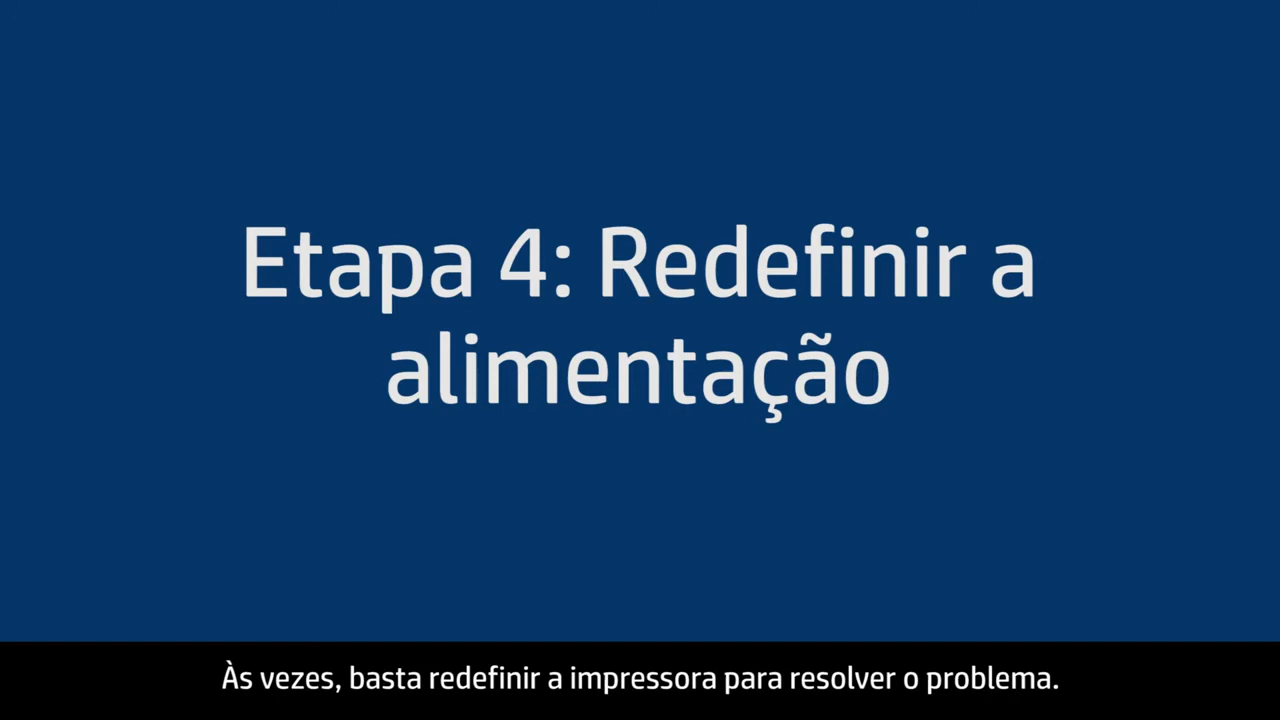 Etapa 4: Redefinir a
alimentação
Às vezes, basta redefinir a impressora para resolver o problema.